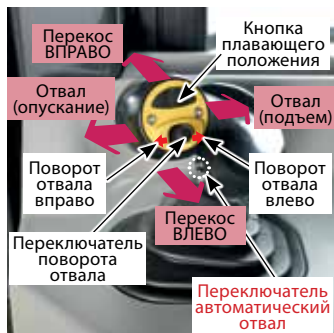 Перекос
ВПРАВО
Кнопка
плавающего
положения
Отвал
(опускание)
Отвал
(подъем)
Поворот
отвала
вправо
Поворот
отвала
влево
Перекос
ВЛЕВО
Переключатель
поворота
отвала
Переключатель
автоматический
отвал